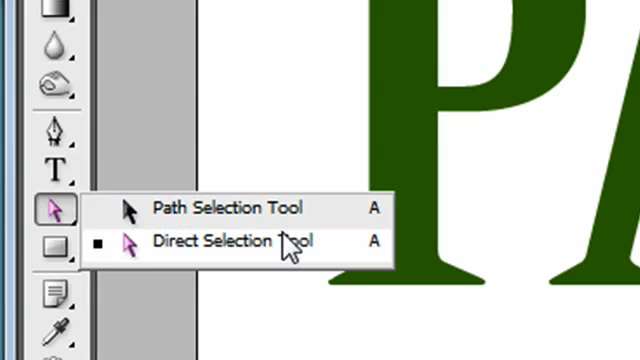 PA
T
Path Selection Tool A
Direct Selection Tool A